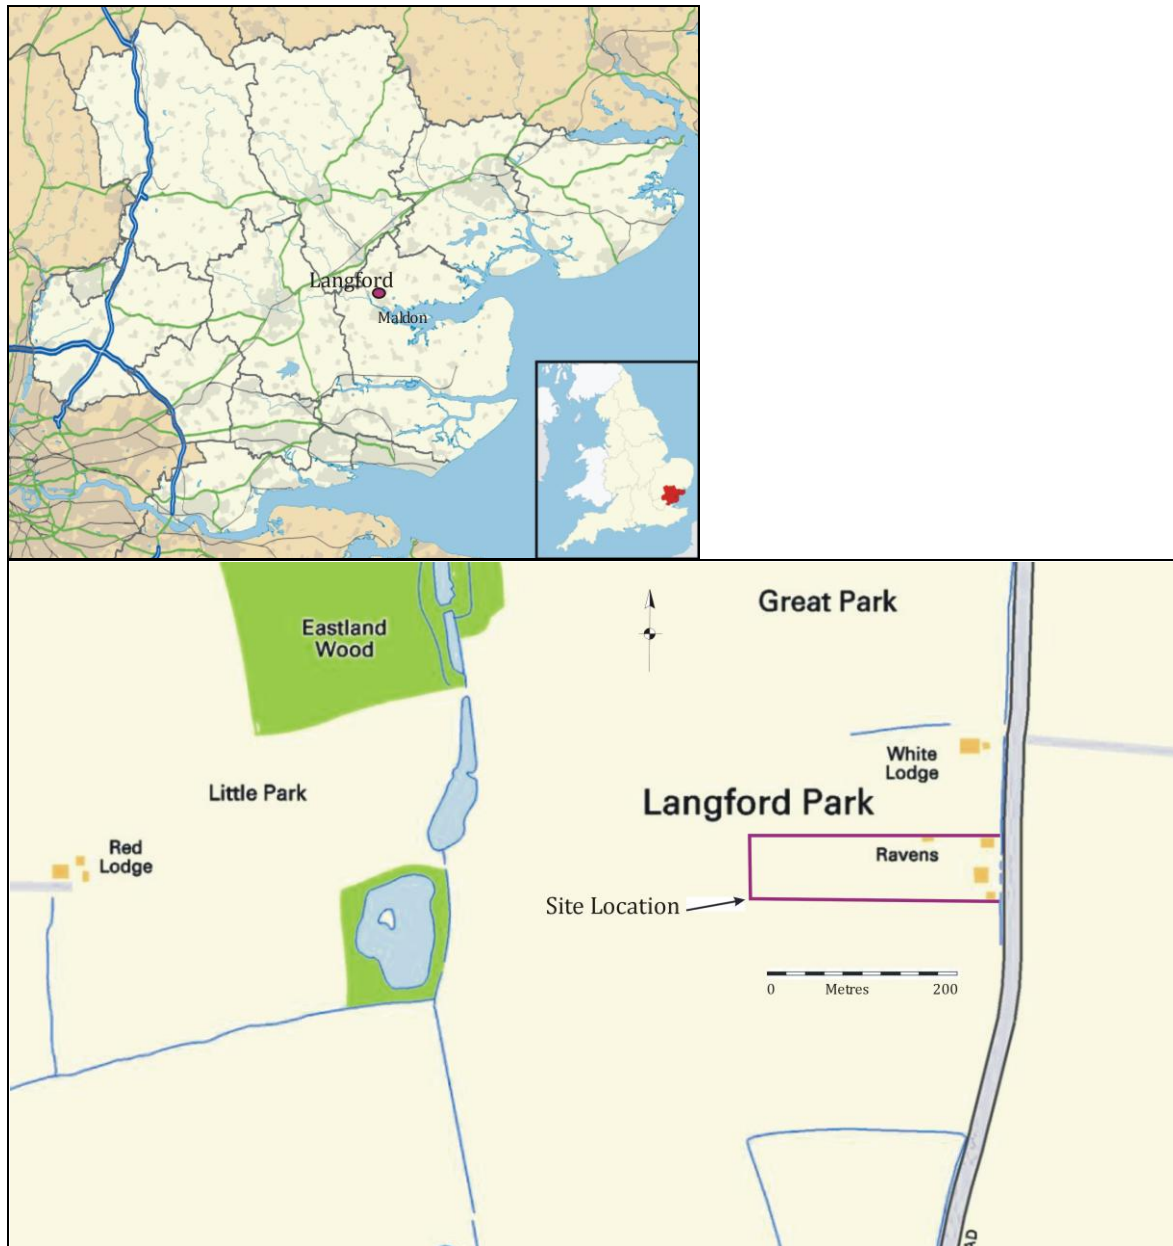 Langford
Maldon
Great Park
Eastland
Wood
White
Lodge
Little Park
Langford Park
Red
Lodge
Ravens
Site Location
0 Metres 200
AD